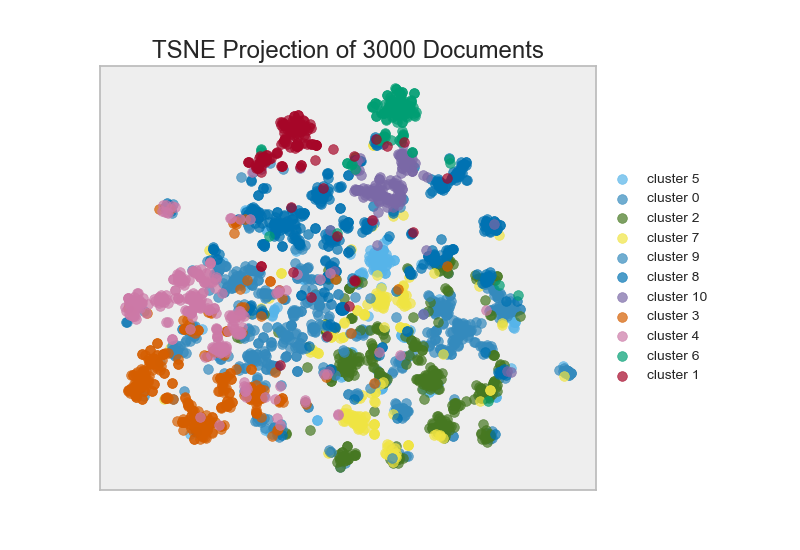 TSNE Projection of 3000 Documents
cluster 5
cluster 0
cluster 2
cluster 7
cluster 9
cluster 8
cluster 10
cluster 3
cluster 4
cluster 6
cluster 1